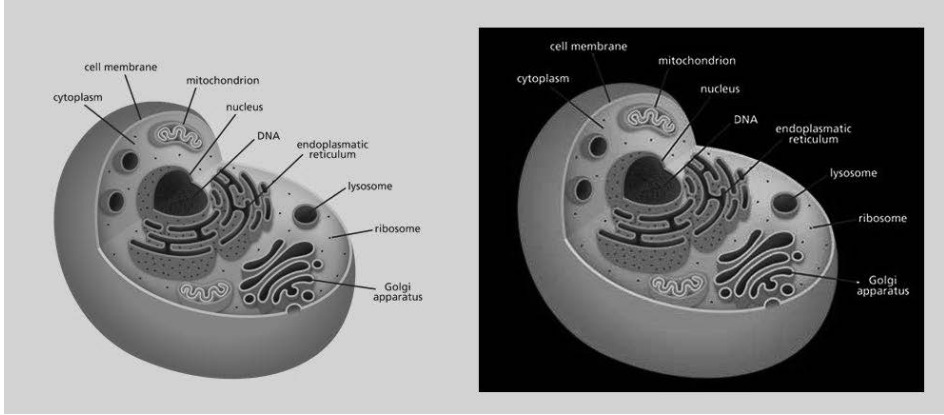 cell membrane
mitochondrion
cytoplasm
nucleus
DNA
endoplasmatic
reticulum
lysosome
ribosome
Golgi
apparatus
cell membrane
mitochondrion
cytoplasm
nucleus
DNA
endoplasmatic
reticulum
lysosome
ribosome
Golgi
apparatus